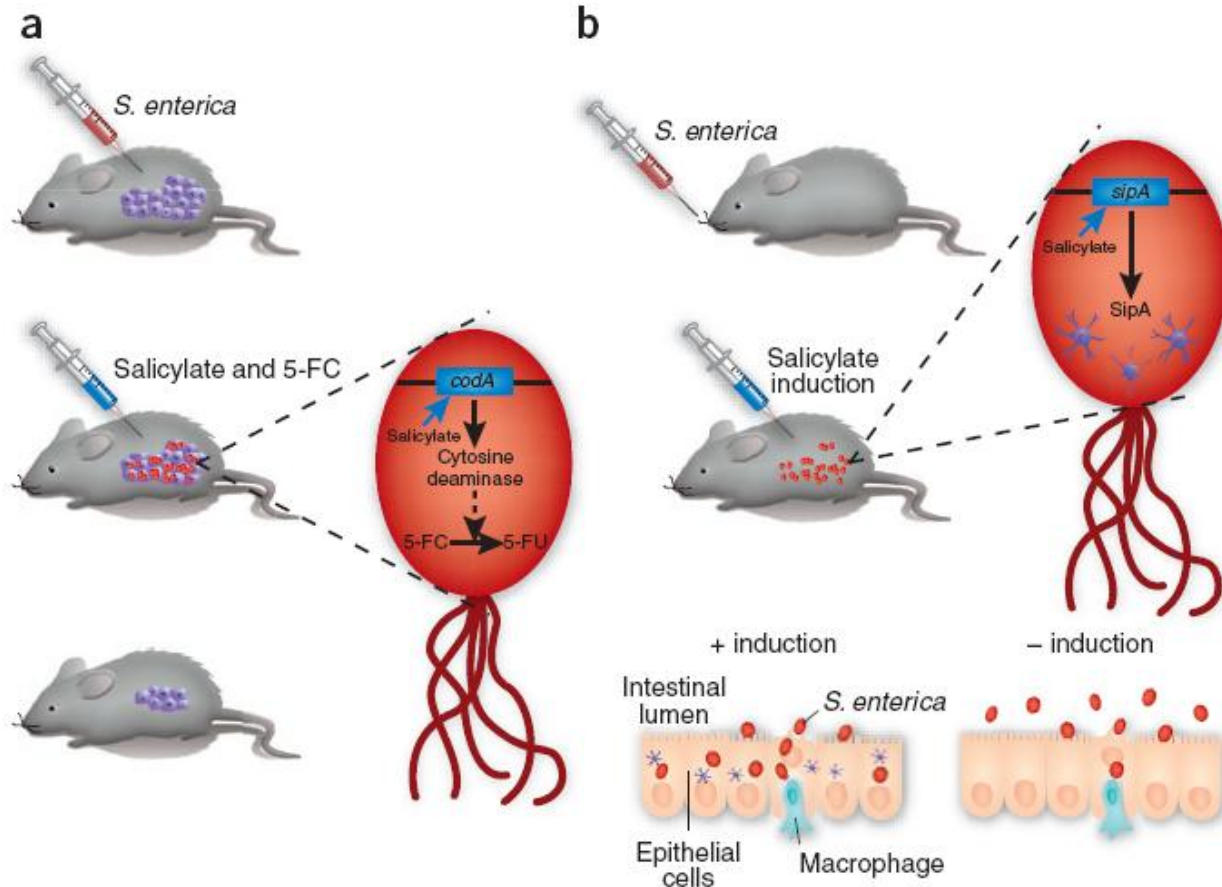 a
S. enterica
Salicylate and 5-FC
codA
Salicylate
Cytosine
deaminase
5-FC
5-FU
b
S. enterica
sipA
Salicylate
SipA
Salicylate
induction
+ induction
– induction
Intestinal
lumen
S. enterica
Epithelial
cells
Macrophage